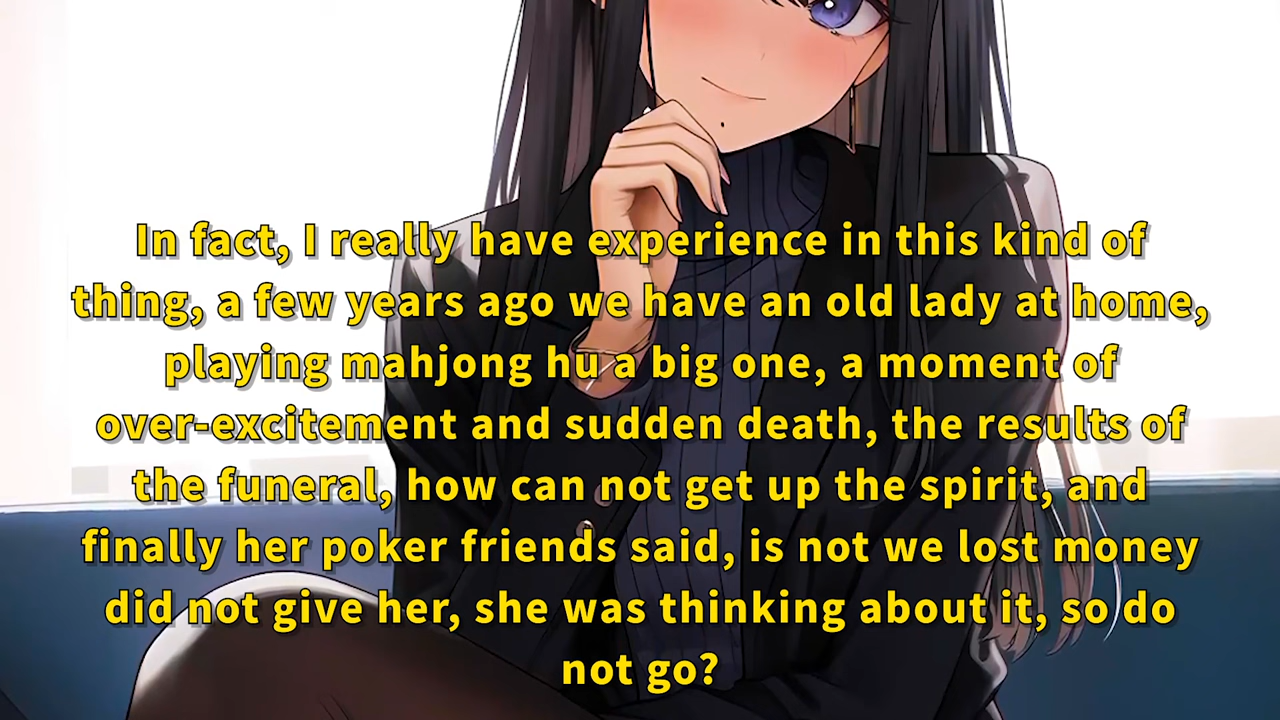 In fact, I really have experience in this kind of
thing, a few years ago we have an old lady at home,
playing mahjong hu a big one, a moment of
over-excitement and sudden death, the results of
the funeral, how can not get up the spirit, and
finally her poker friends said, is not we lost money
did not give her, she was thinking about it, so do
not go?